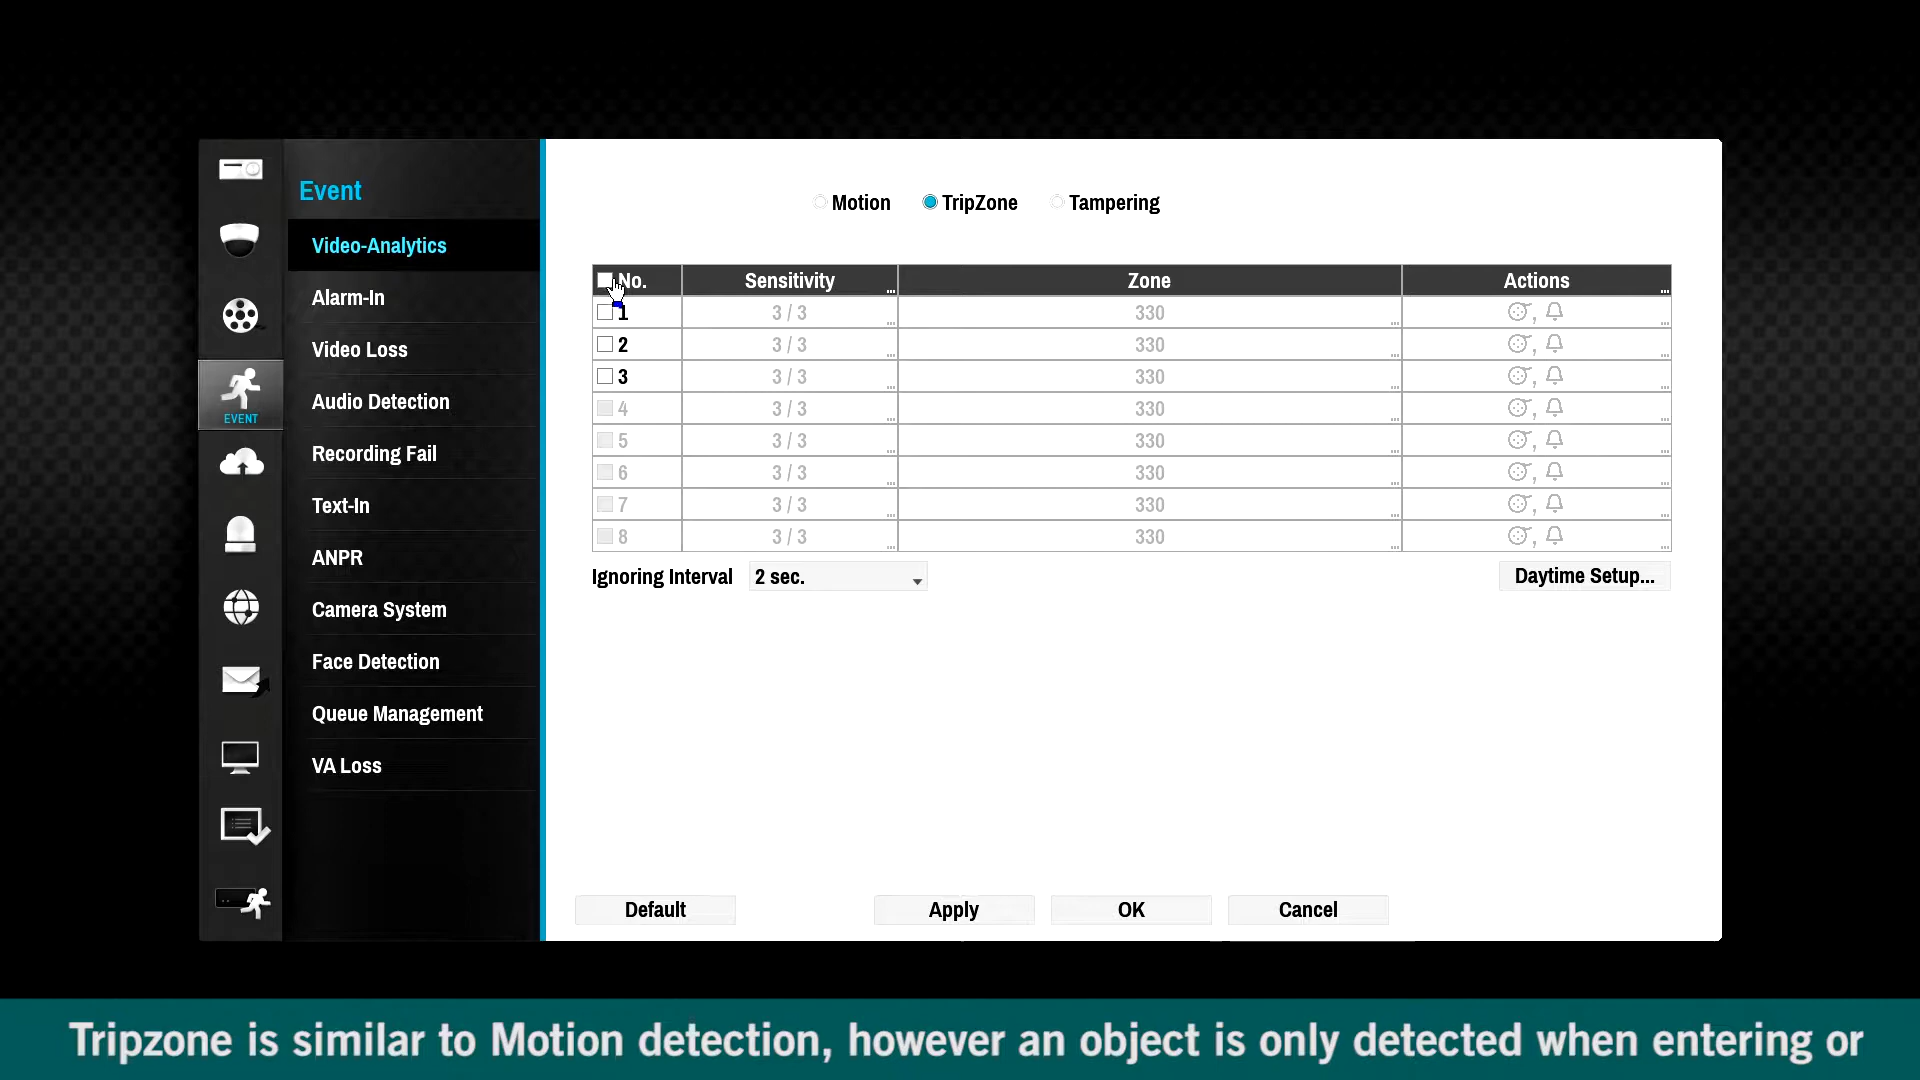 Event
Video-Analytics
Alarm-In
Video Loss
Audio Detection
Recording Fail
Text-In
ANPR
Camera System
Face Detection
Queue Management
VA Loss
EVENT
Motion TripZone Tampering
No. Sensitivity ... Zone Actions ...
1 3 / 3 ... 330 ... , ...
2 3 / 3 ... 330 ... , ...
3 3 / 3 ... 330 ... , ...
4 3 / 3 ... 330 ... , ...
5 3 / 3 ... 330 ... , ...
6 3 / 3 ... 330 ... , ...
7 3 / 3 ... 330 ... , ...
8 3 / 3 ... 330 ... , ...
Ignoring Interval 2 sec. Daytime Setup...
Default Apply OK Cancel
Tripzone is similar to Motion detection, however an object is only detected when entering or